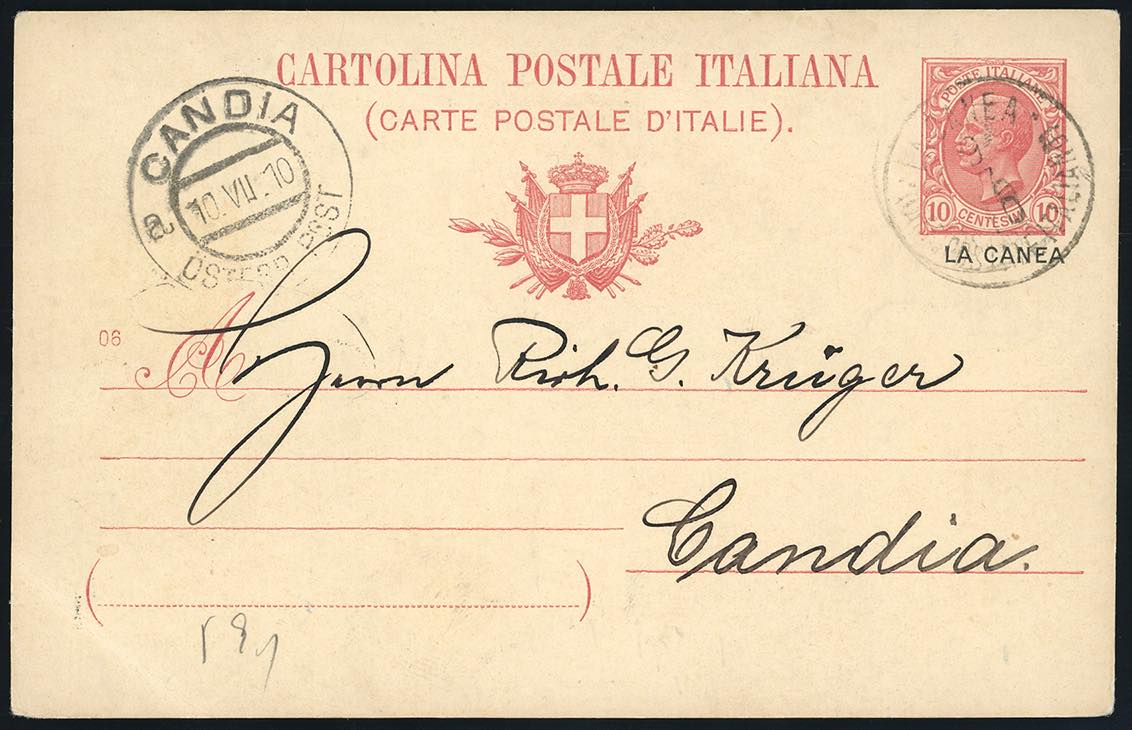 CARTOLINA POSTALE ITALIANA
(CARTE POSTALE D'ITALIE).
POSTE ITALIANE
10 CENTESIMI 10
LA CANEA
CANDIA
10.VII.10
a
ÖSTERR. POST
06
A
Herrn Rich. G. Krüger
Candia.